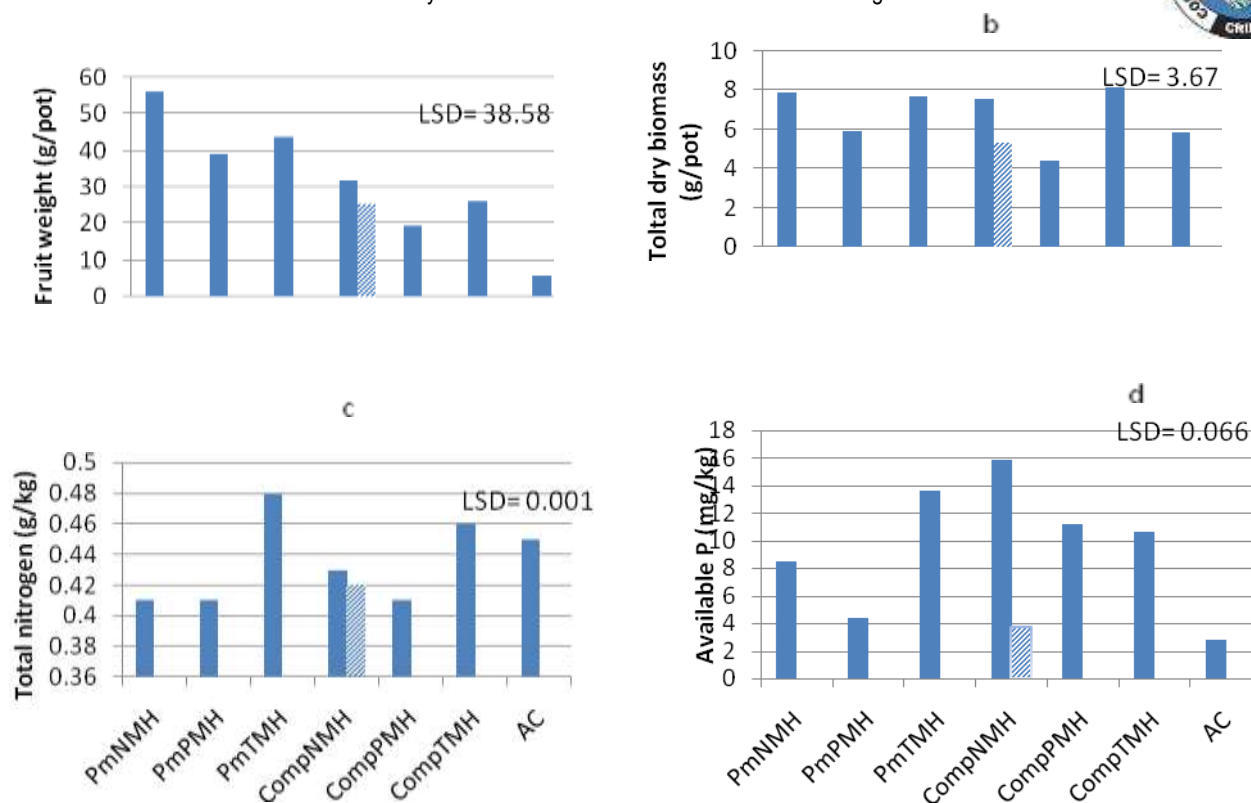 b
Fruit weight (g/pot)
60
50
40
30
20
10
0
LSD= 38.58
Toltal dry biomass
(g/pot)
10
8
6
4
2
0
LSD= 3.67
c
Total nitrogen (g/kg)
0.5
0.48
0.46
0.44
0.42
0.4
0.38
0.36
LSD= 0.001
PmNMH
PmPMH
PmTMH
CompNMH
CompPMH
CompTMH
AC
d
Available P (mg/kg)
18
16
14
12
10
8
6
4
2
0
LSD= 0.066
PmNMH
PmPMH
PmTMH
CompNMH
CompPMH
CompTMH
AC